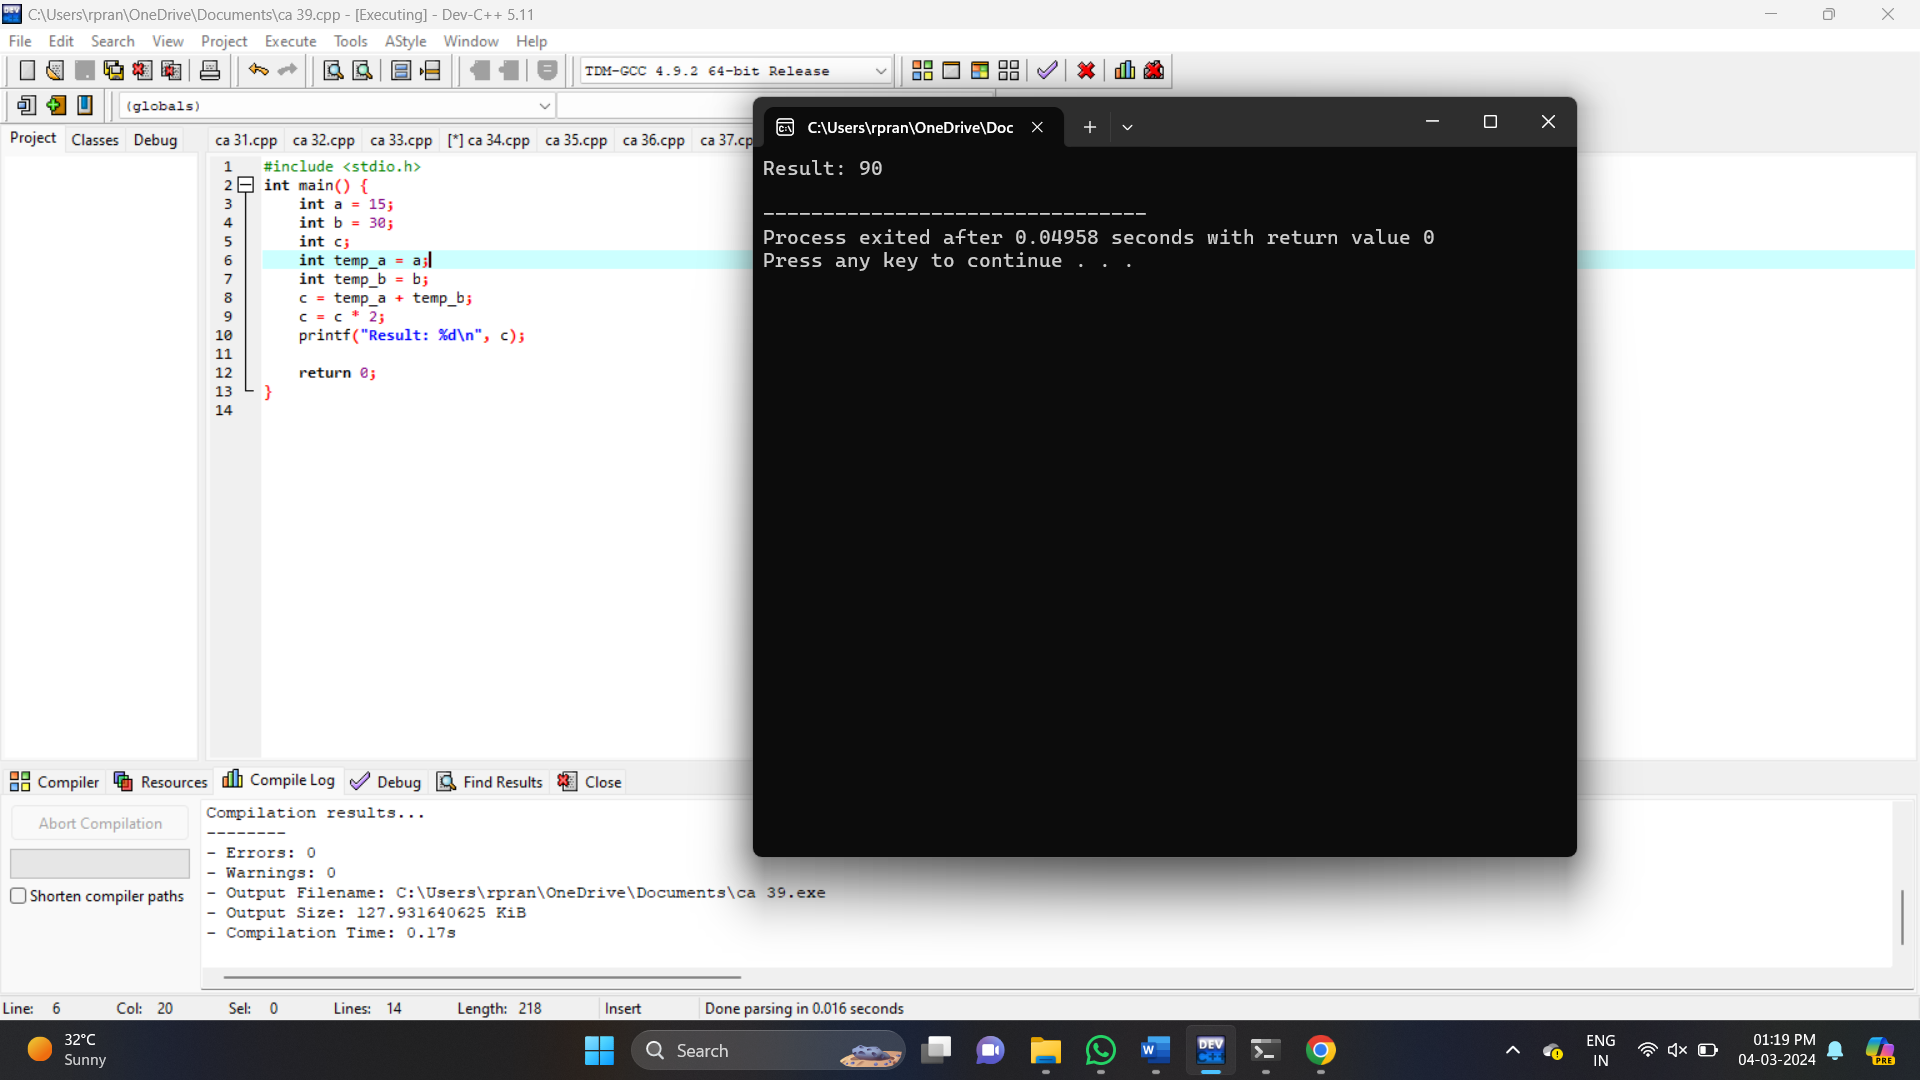 C:\Users\rpran\OneDrive\Documents\ca 39.cpp - [Executing] - Dev-C++ 5.11
File Edit Search View Project Execute Tools AStyle Window Help
TDM-GCC 4.9.2 64-bit Release
(globals)
Project Classes Debug
ca 31.cpp ca 32.cpp ca 33.cpp [*] ca 34.cpp ca 35.cpp ca 36.cpp ca 37.cp
1 #include <stdio.h>
2 int main() {
3 int a = 15;
4 int b = 30;
5 int c;
6 int temp_a = a;
7 int temp_b = b;
8 c = temp_a + temp_b;
9 c = c * 2;
10 printf("Result: %d\n", c);
11
12 return 0;
13 }
14
C:\Users\rpran\OneDrive\Doc
Result: 90
--------------------------------
Process exited after 0.04958 seconds with return value 0
Press any key to continue . . .
Compiler Resources Compile Log Debug Find Results Close
Abort Compilation
Shorten compiler paths
Compilation results...
--------
- Errors: 0
- Warnings: 0
- Output Filename: C:\Users\rpran\OneDrive\Documents\ca 39.exe
- Output Size: 127.931640625 KiB
- Compilation Time: 0.17s
Line: 6 Col: 20 Sel: 0 Lines: 14 Length: 218 Insert Done parsing in 0.016 seconds
32°C
Sunny
Search
DEV
PRE
ENG
IN
01:19 PM
04-03-2024